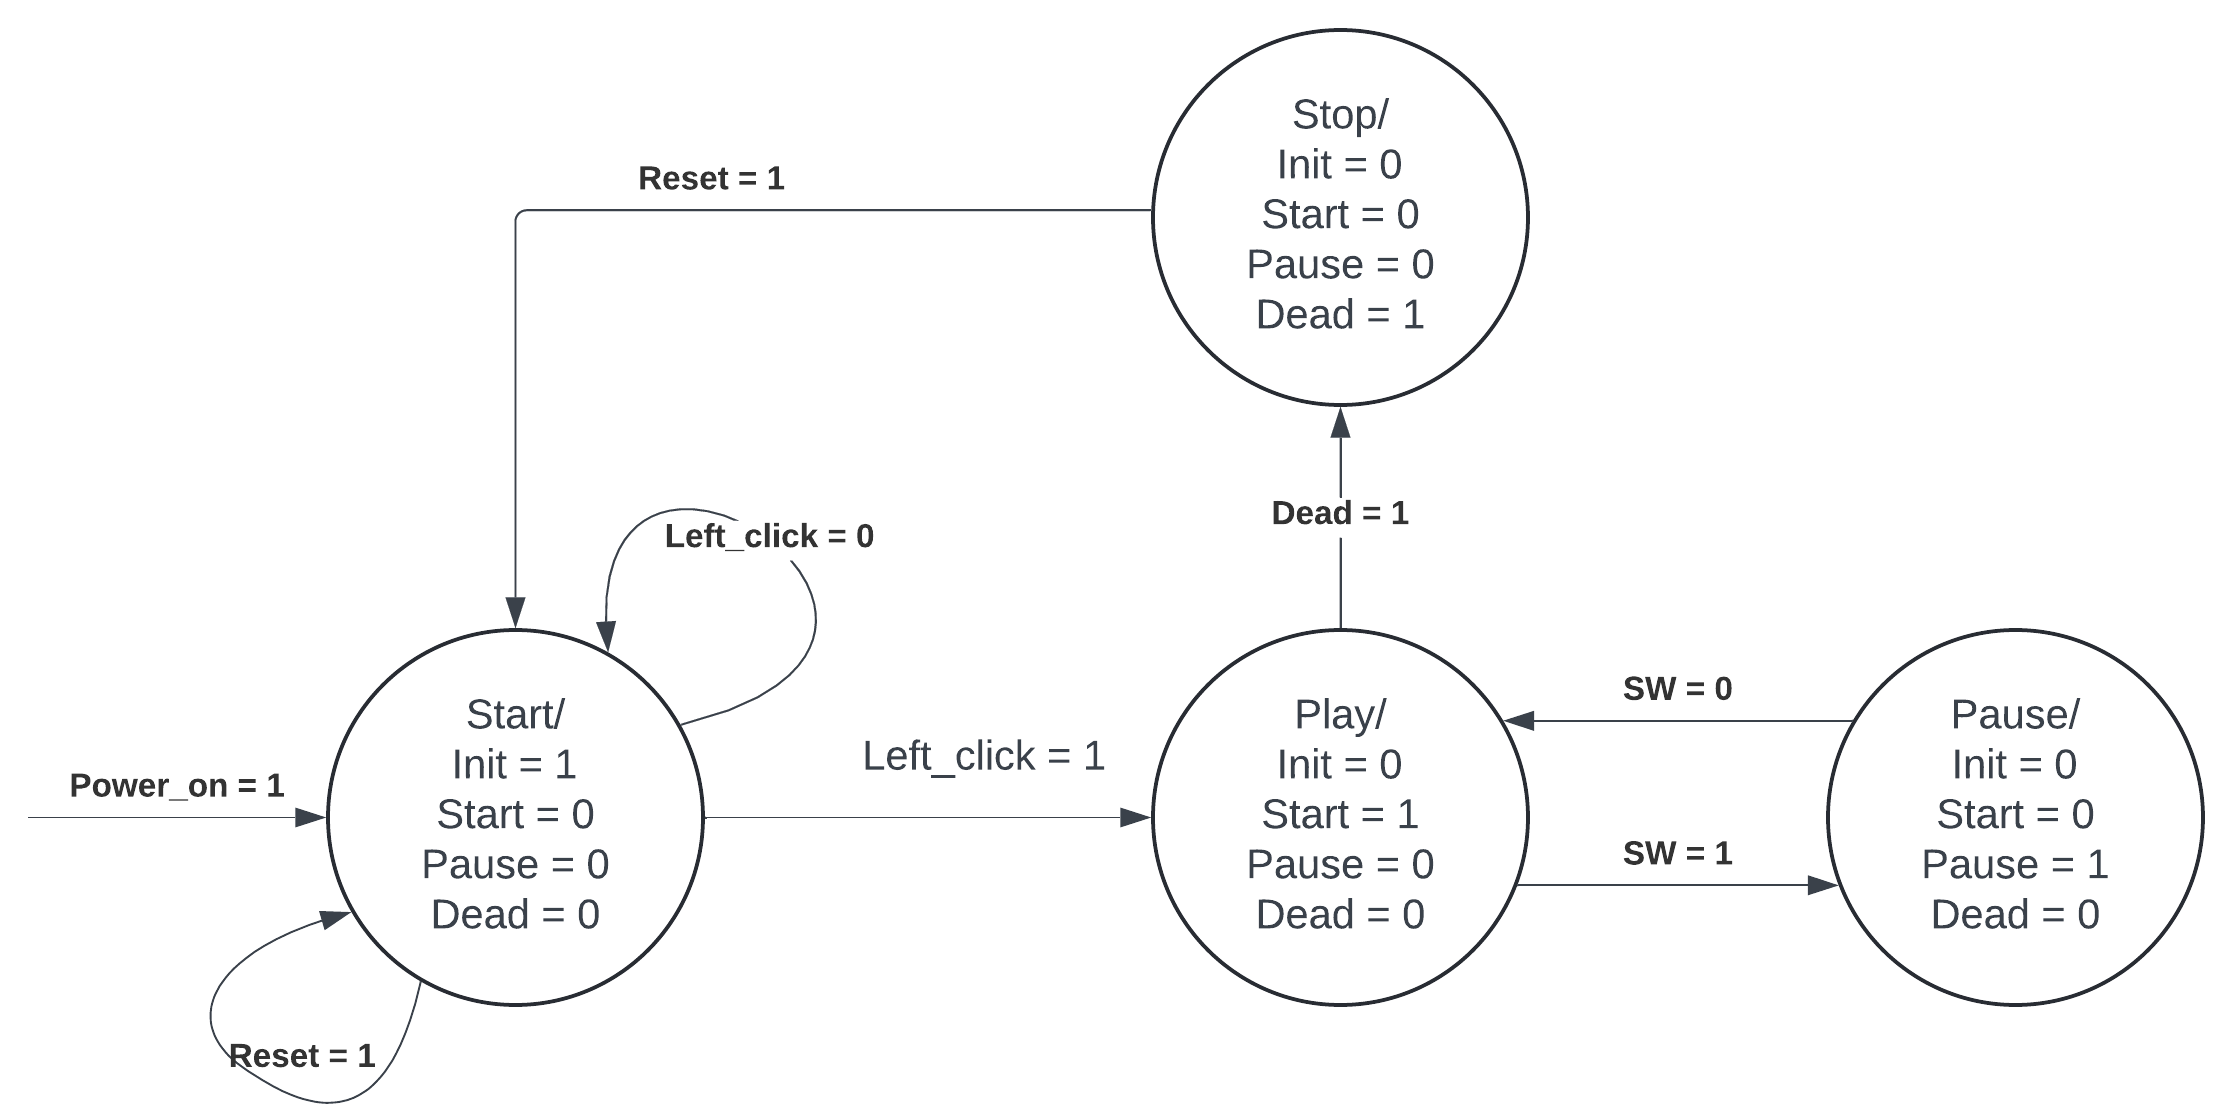 Stop/
Init = 0
Start = 0
Pause = 0
Dead = 1
Reset = 1
Left_click = 0
Dead = 1
Power_on = 1
Start/
Init = 1
Start = 0
Pause = 0
Dead = 0
Left_click = 1
Play/
Init = 0
Start = 1
Pause = 0
Dead = 0
SW = 0
SW = 1
Pause/
Init = 0
Start = 0
Pause = 1
Dead = 0
Reset = 1